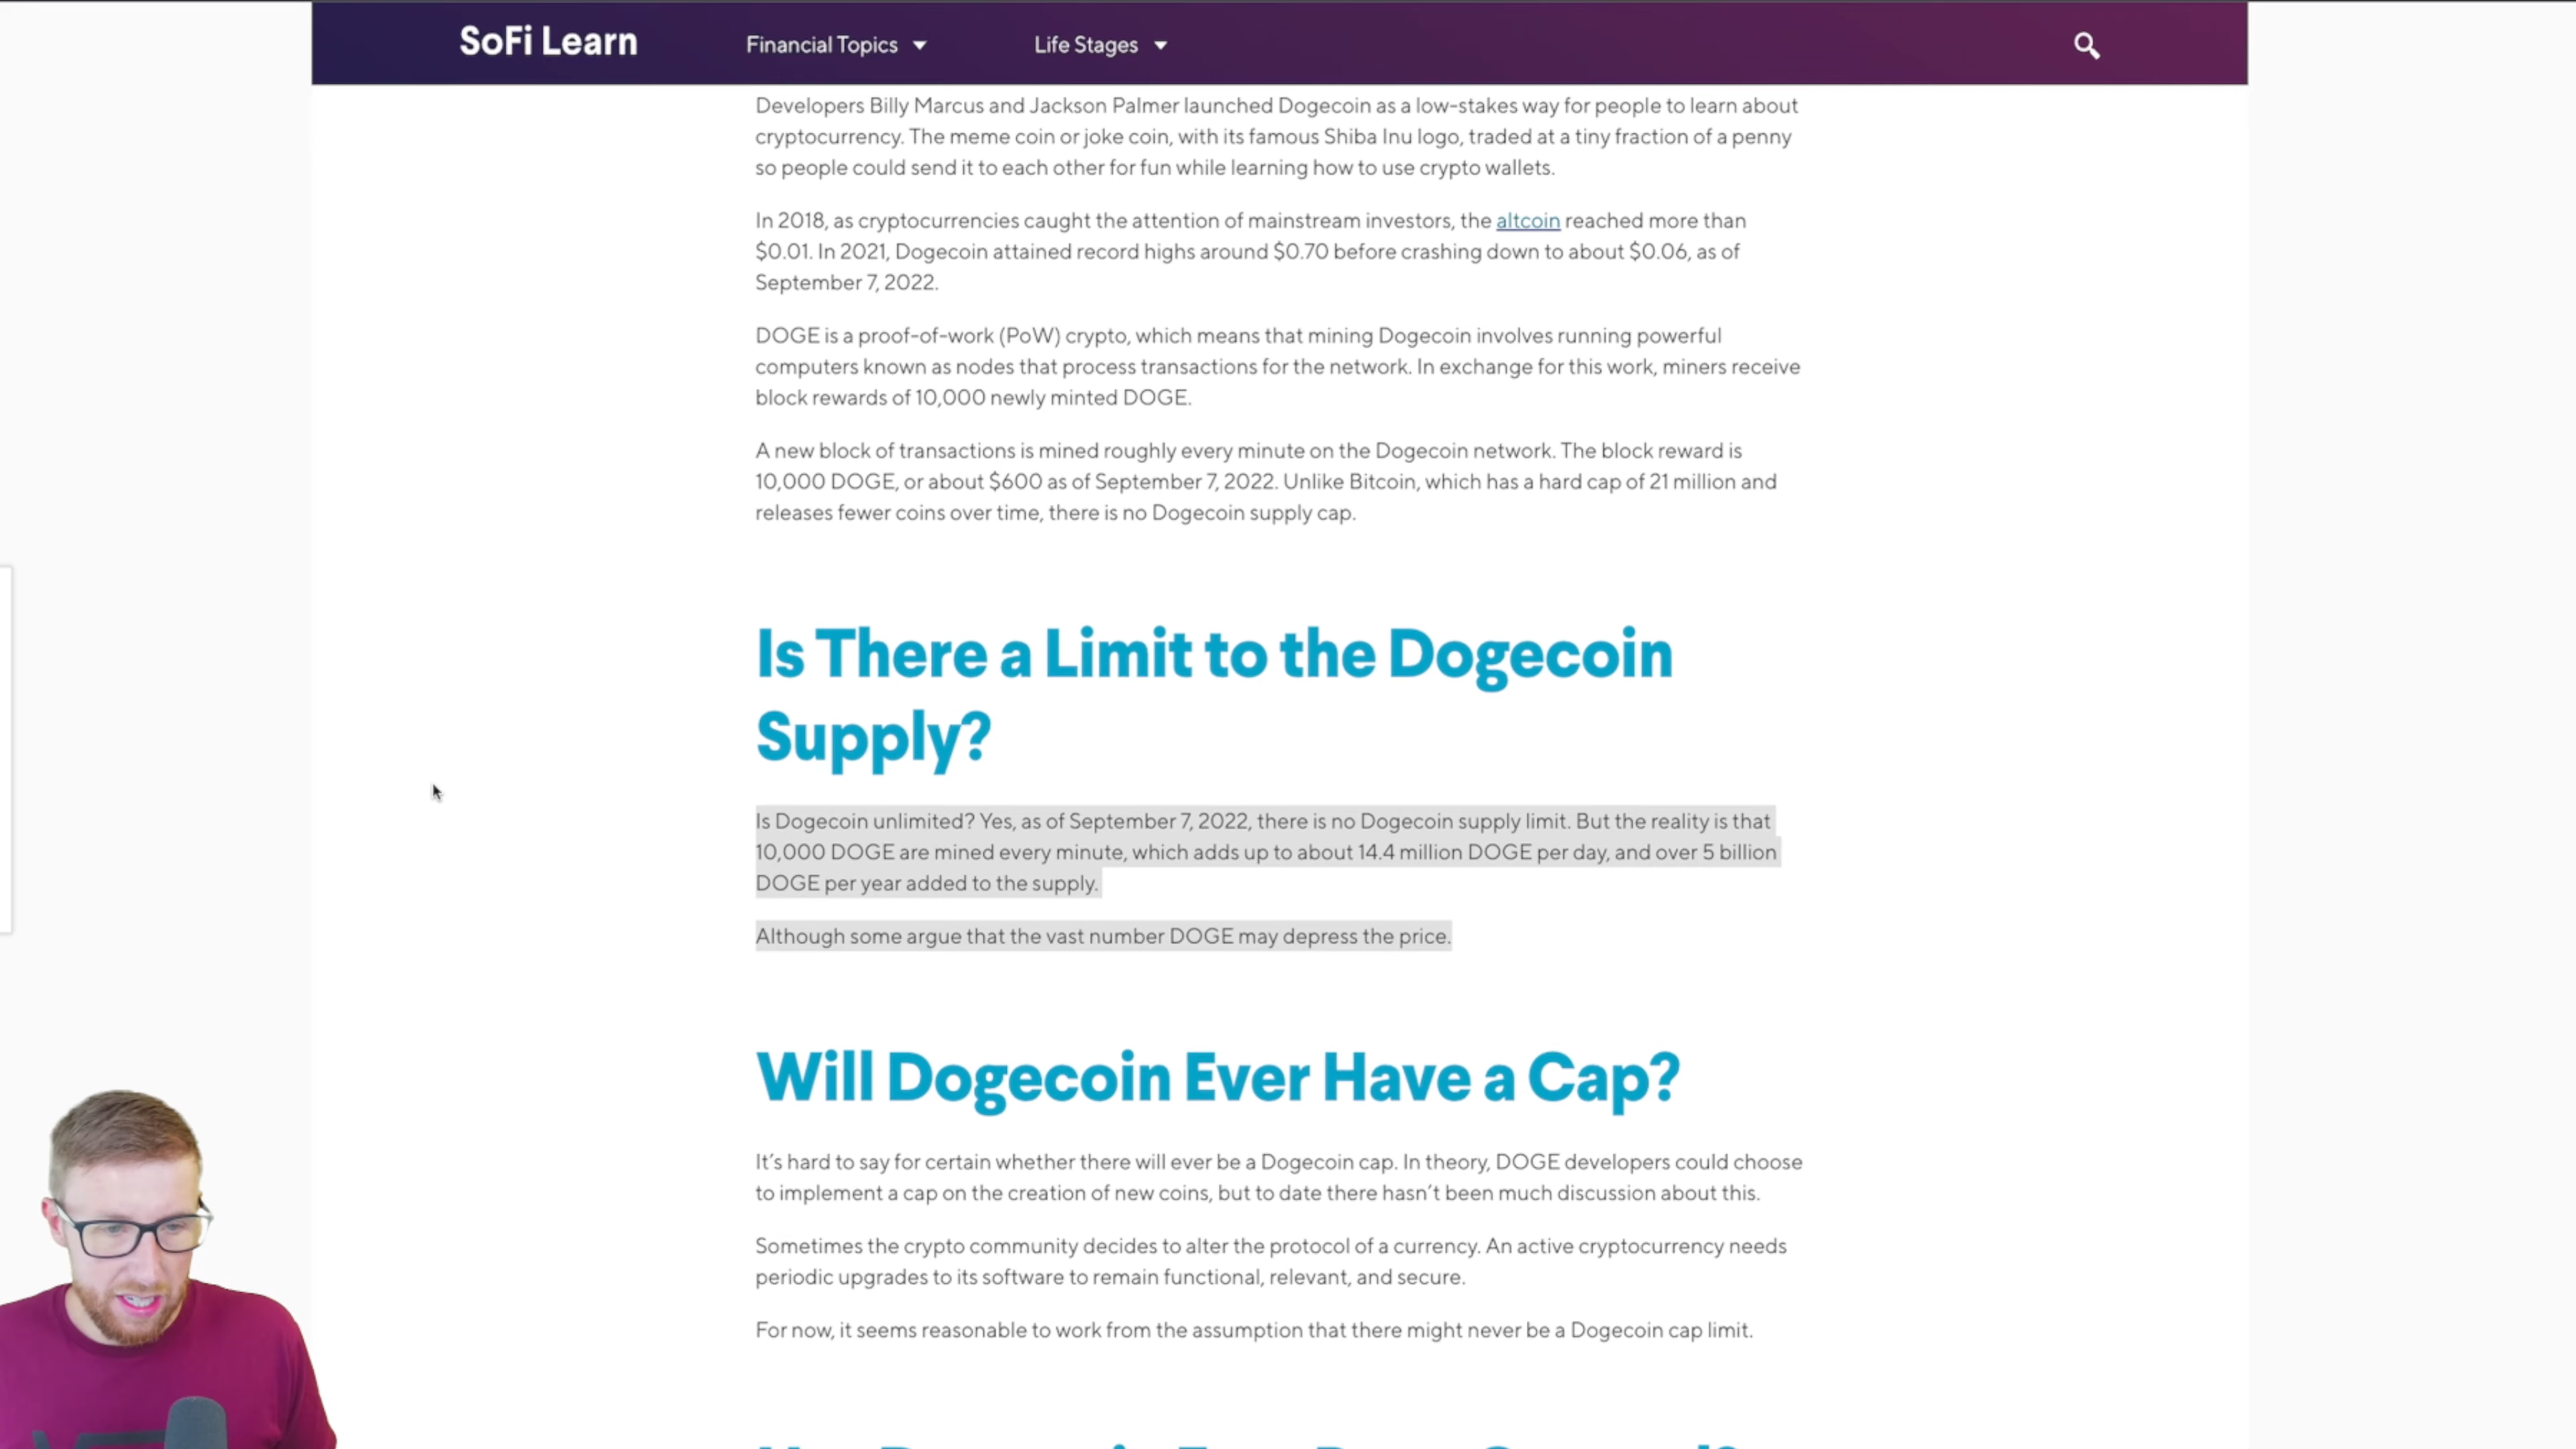 SoFi Learn
Financial Topics
Life Stages
Developers Billy Marcus and Jackson Palmer launched Dogecoin as a low-stakes way for people to learn about
cryptocurrency. The meme coin or joke coin, with its famous Shiba Inu logo, traded at a tiny fraction of a penny
so people could send it to each other for fun while learning how to use crypto wallets.
In 2018, as cryptocurrencies caught the attention of mainstream investors, the altcoin reached more than
$0.01. In 2021, Dogecoin attained record highs around $0.70 before crashing down to about $0.06, as of
September 7, 2022.
DOGE is a proof-of-work (PoW) crypto, which means that mining Dogecoin involves running powerful
computers known as nodes that process transactions for the network. In exchange for this work, miners receive
block rewards of 10,000 newly minted DOGE.
A new block of transactions is mined roughly every minute on the Dogecoin network. The block reward is
10,000 DOGE, or about $600 as of September 7, 2022. Unlike Bitcoin, which has a hard cap of 21 million and
releases fewer coins over time, there is no Dogecoin supply cap.
Is There a Limit to the Dogecoin
Supply?
Is Dogecoin unlimited? Yes, as of September 7, 2022, there is no Dogecoin supply limit. But the reality is that
10,000 DOGE are mined every minute, which adds up to about 14.4 million DOGE per day, and over 5 billion
DOGE per year added to the supply.
Although some argue that the vast number DOGE may depress the price.
Will Dogecoin Ever Have a Cap?
It's hard to say for certain whether there will ever be a Dogecoin cap. In theory, DOGE developers could choose
to implement a cap on the creation of new coins, but to date there hasn't been much discussion about this.
Sometimes the crypto community decides to alter the protocol of a currency. An active cryptocurrency needs
periodic upgrades to its software to remain functional, relevant, and secure.
For now, it seems reasonable to work from the assumption that there might never be a Dogecoin cap limit.